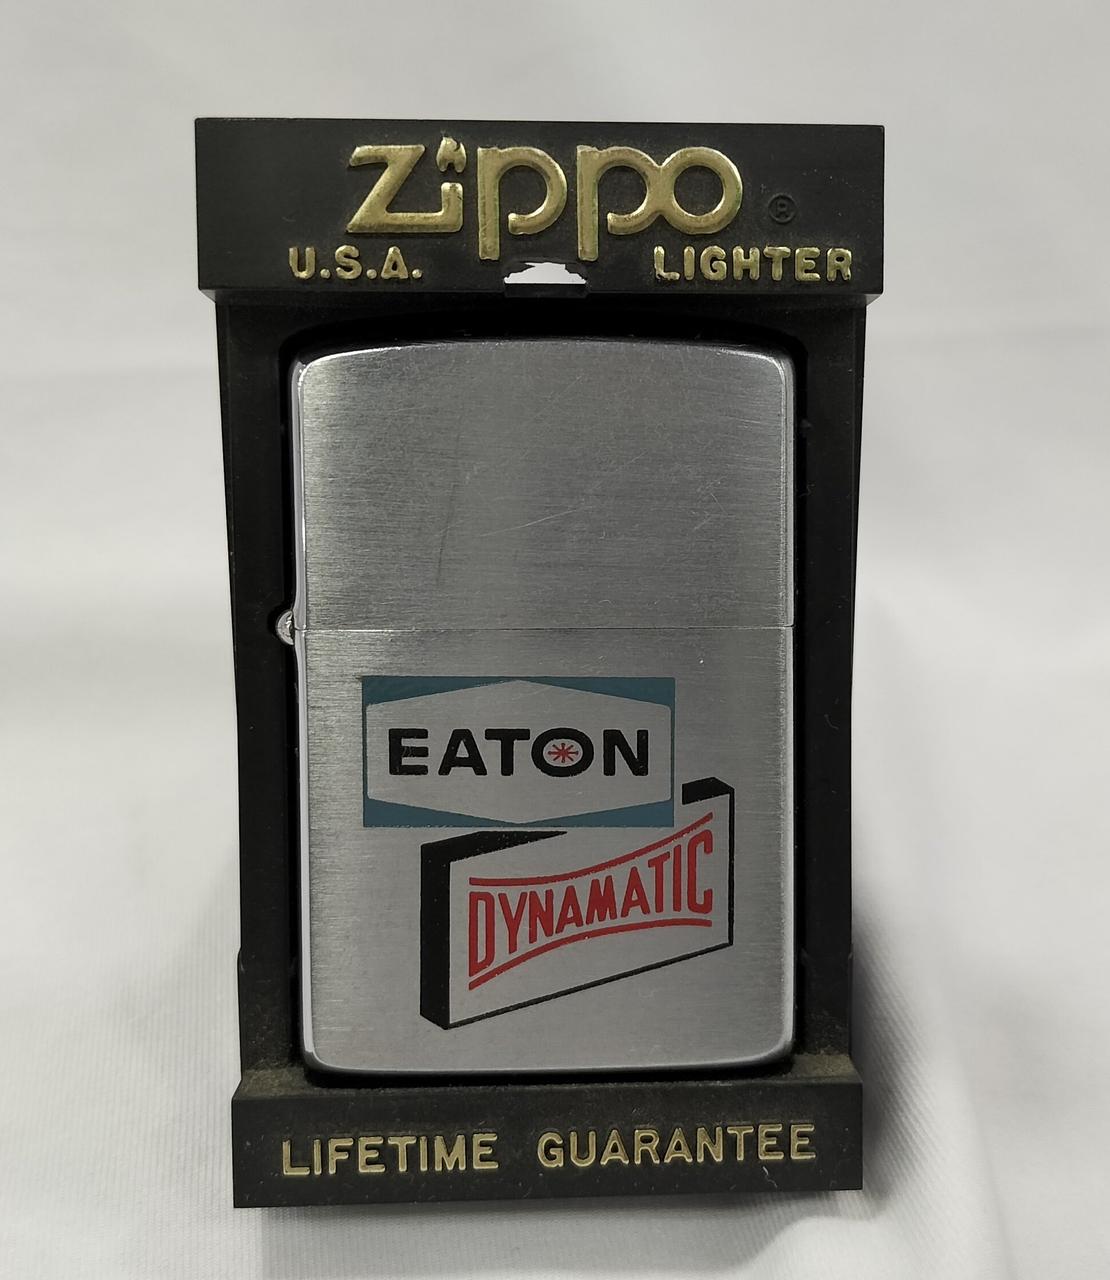 Zippo ®
U.S.A. LIGHTER
EATON
DYNAMATIC
LIFETIME GUARANTEE